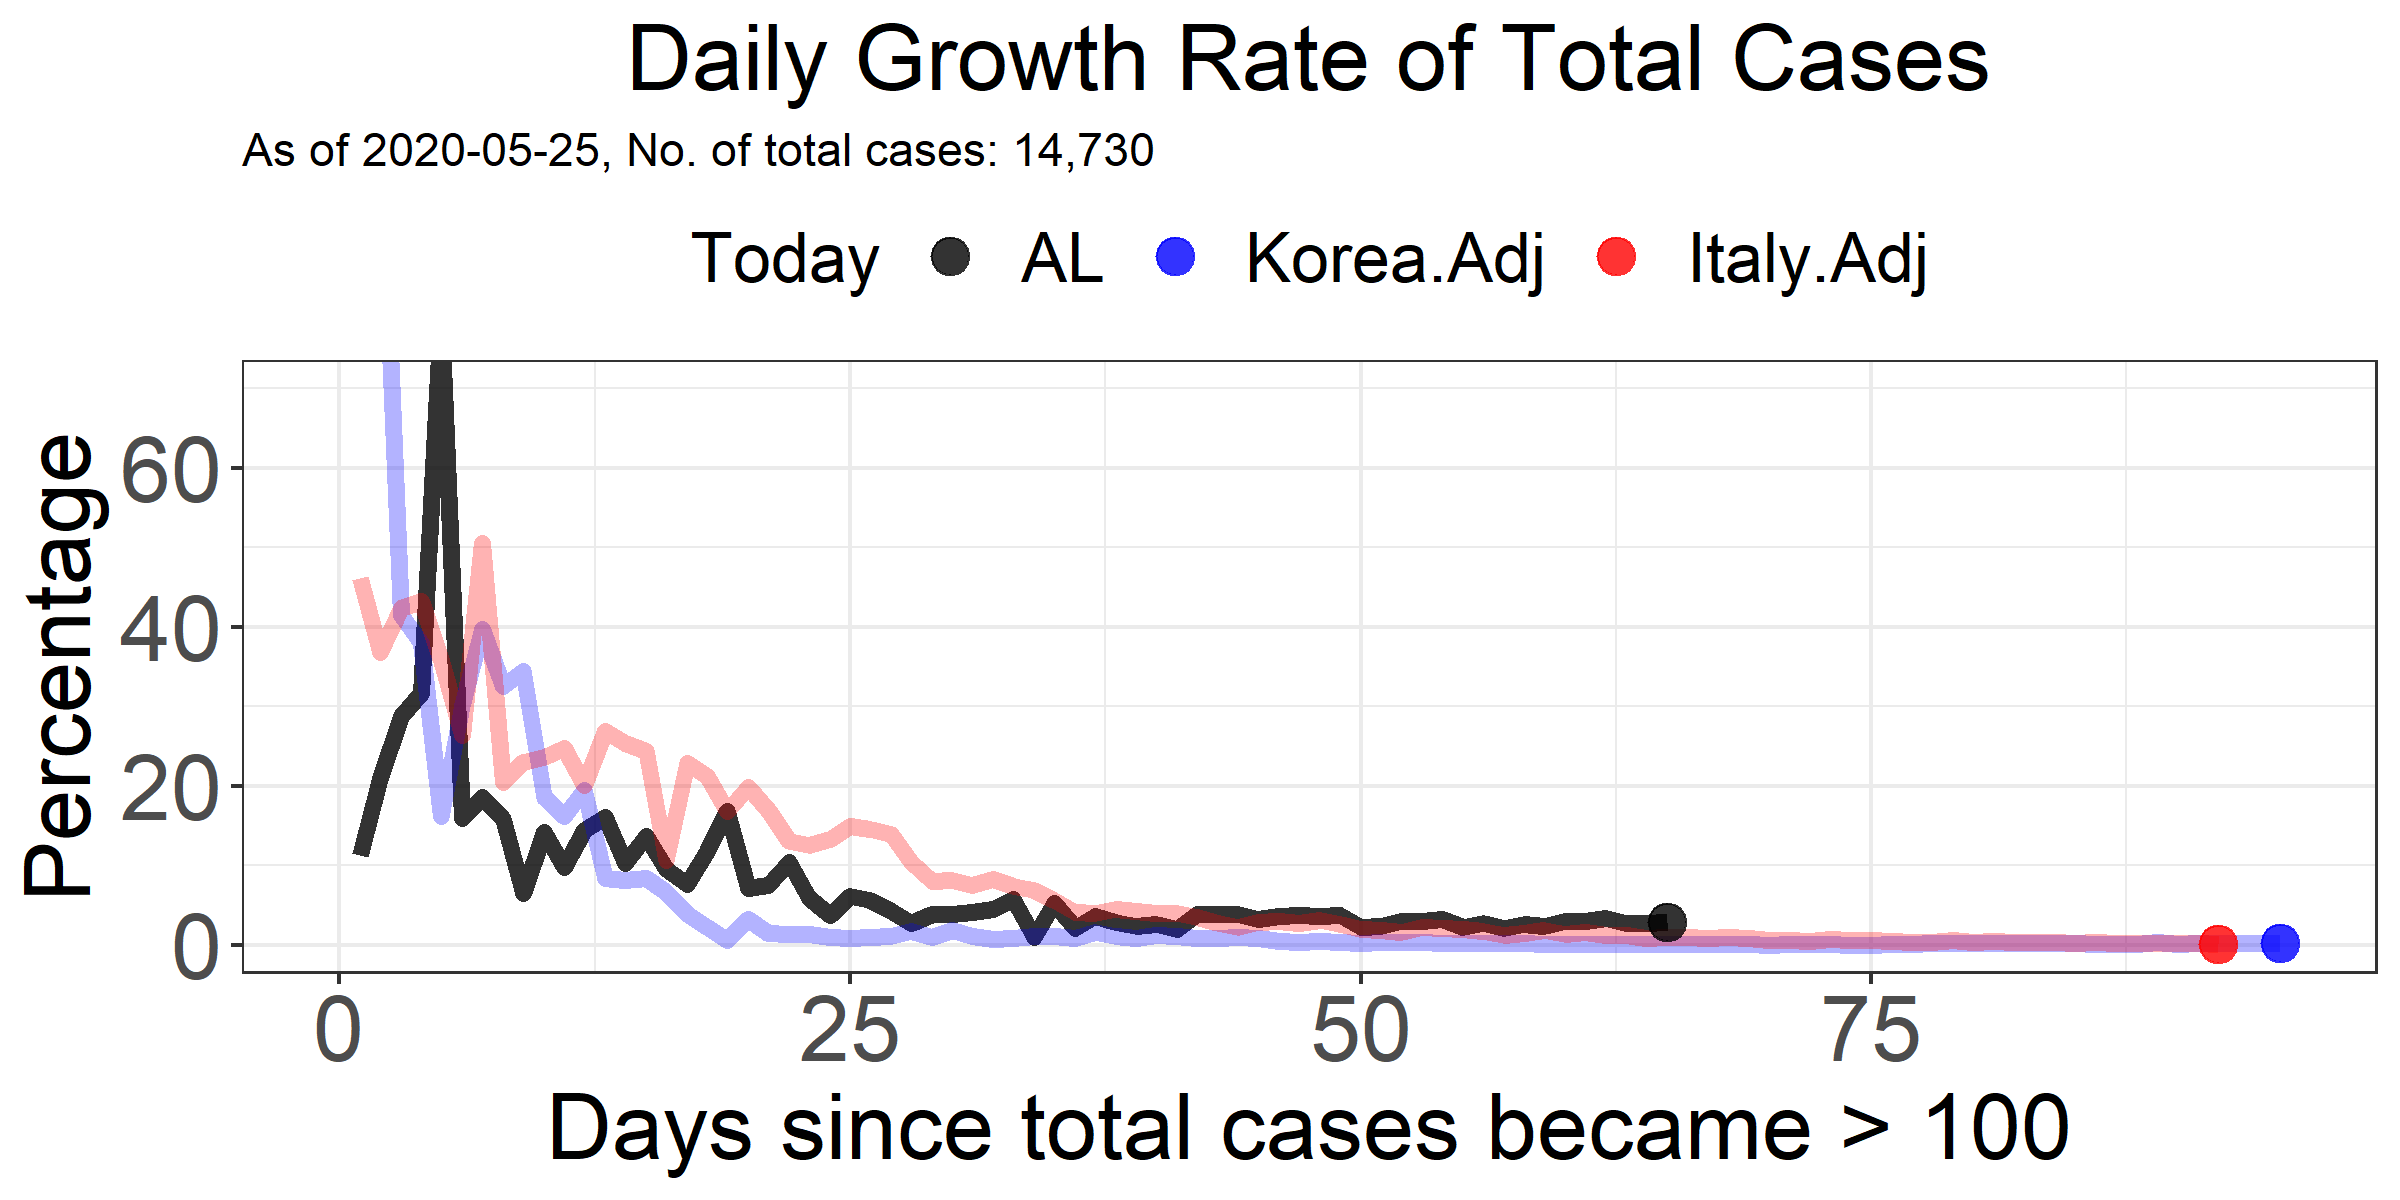 Daily Growth Rate of Total Cases
As of 2020-05-25, No. of total cases: 14,730
Today AL Korea.Adj Italy.Adj
Percentage
60
40
20
0
0 25 50 75
Days since total cases became > 100